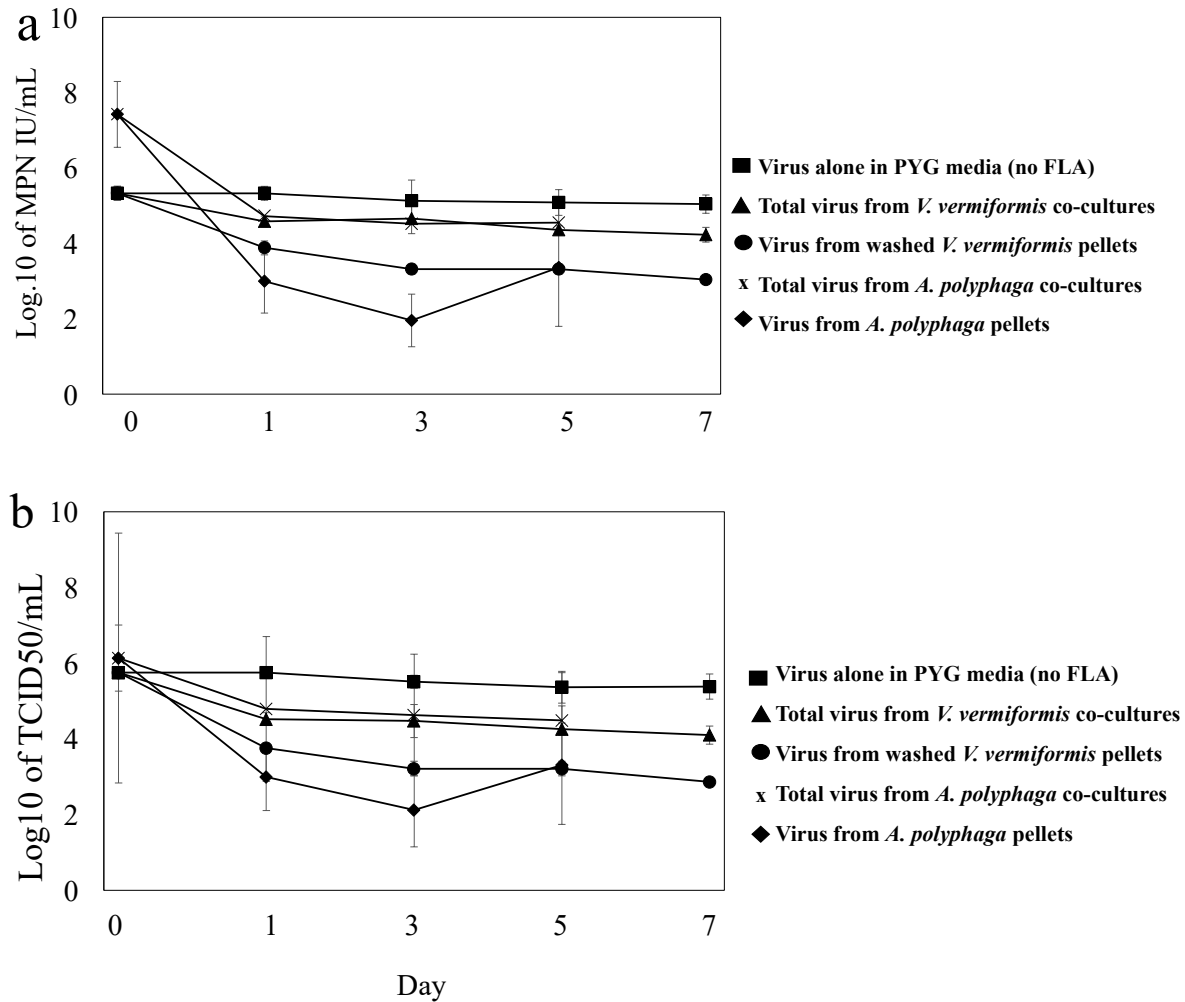 a
Log.10 of MPN IU/mL
10
8
6
4
2
0
0 1 3 5 7
Virus alone in PYG media (no FLA)
Total virus from V. vermiformis co-cultures
Virus from washed V. vermiformis pellets
x Total virus from A. polyphaga co-cultures
Virus from A. polyphaga pellets
b
Log10 of TCID50/mL
10
8
6
4
2
0
0 1 3 5 7
Day
Virus alone in PYG media (no FLA)
Total virus from V. vermiformis co-cultures
Virus from washed V. vermiformis pellets
x Total virus from A. polyphaga co-cultures
Virus from A. polyphaga pellets